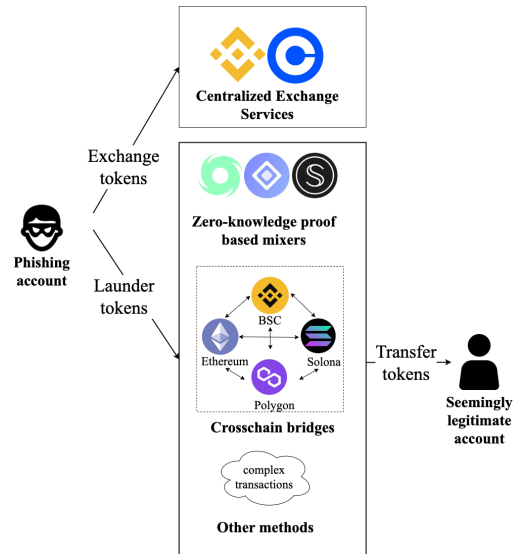 Centralized Exchange
Services
Exchange
tokens
Phishing
account
Launder
tokens
Zero-knowledge proof
based mixers
BSC
Ethereum
Solona
Polygon
Crosschain bridges
complex
transactions
Other methods
Transfer
tokens
Seemingly
legitimate
account